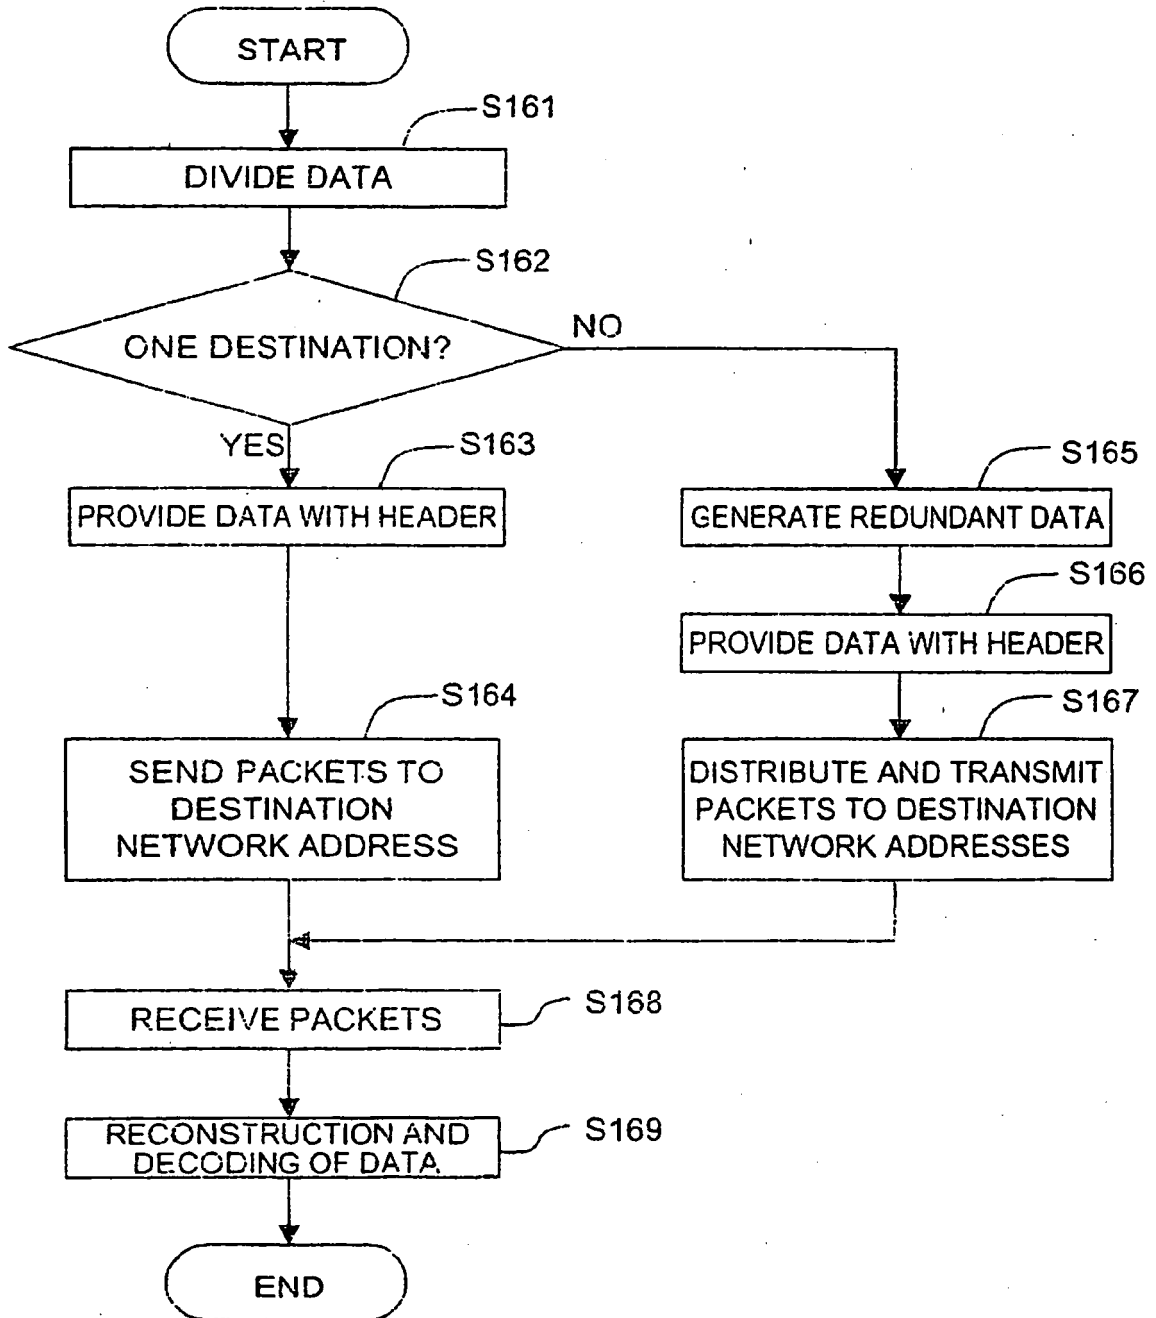 START
S161
DIVIDE DATA
S162
ONE DESTINATION?
NO
YES
S163
PROVIDE DATA WITH HEADER
S165
GENERATE REDUNDANT DATA
S166
PROVIDE DATA WITH HEADER
S164
SEND PACKETS TO
DESTINATION
NETWORK ADDRESS
S167
DISTRIBUTE AND TRANSMIT
PACKETS TO DESTINATION
NETWORK ADDRESSES
S168
RECEIVE PACKETS
S169
RECONSTRUCTION AND
DECODING OF DATA
END